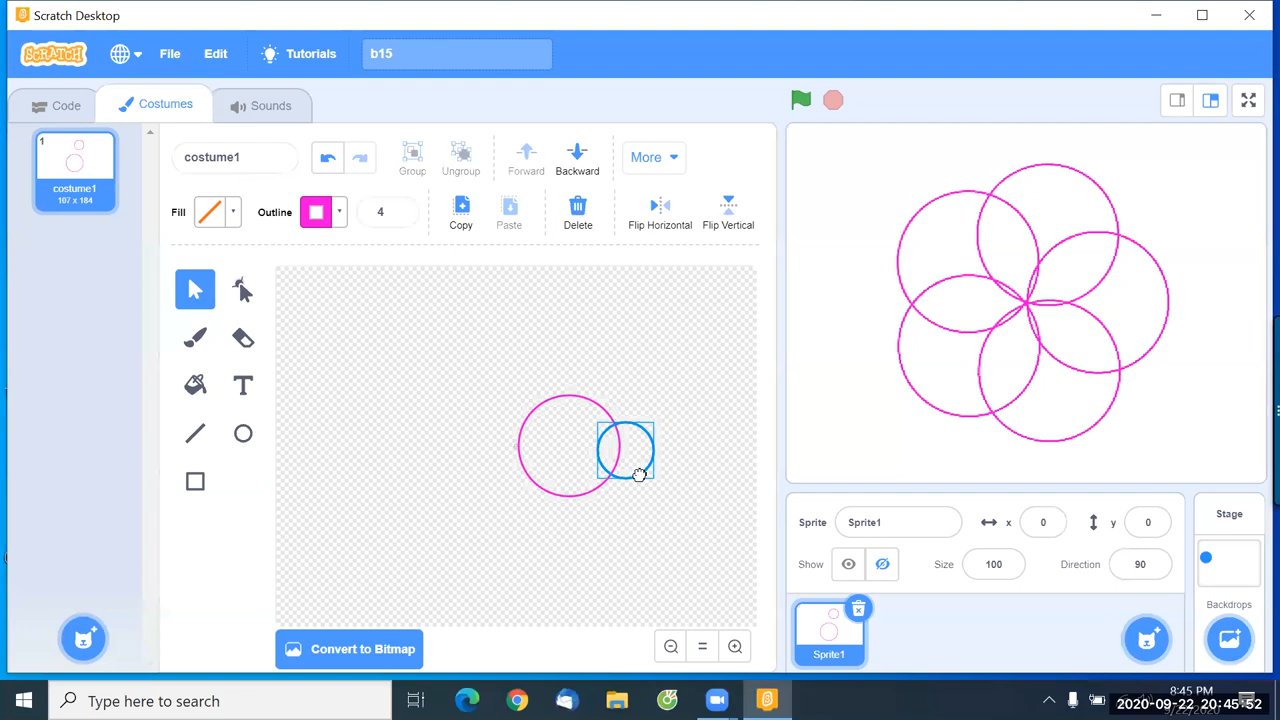 Scratch Desktop
SCRATCH
File
Edit
Tutorials
b15
Code
Costumes
Sounds
1
costume1
107 x 184
costume1
Group
Ungroup
Forward
Backward
More
Fill
Outline
4
Copy
Paste
Delete
Flip Horizontal
Flip Vertical
Convert to Bitmap
Sprite
Sprite1
x
0
y
0
Show
Size
100
Direction
90
Sprite1
Stage
Backdrops
Type here to search
8:45 PM
2020-09-22 20:45:52